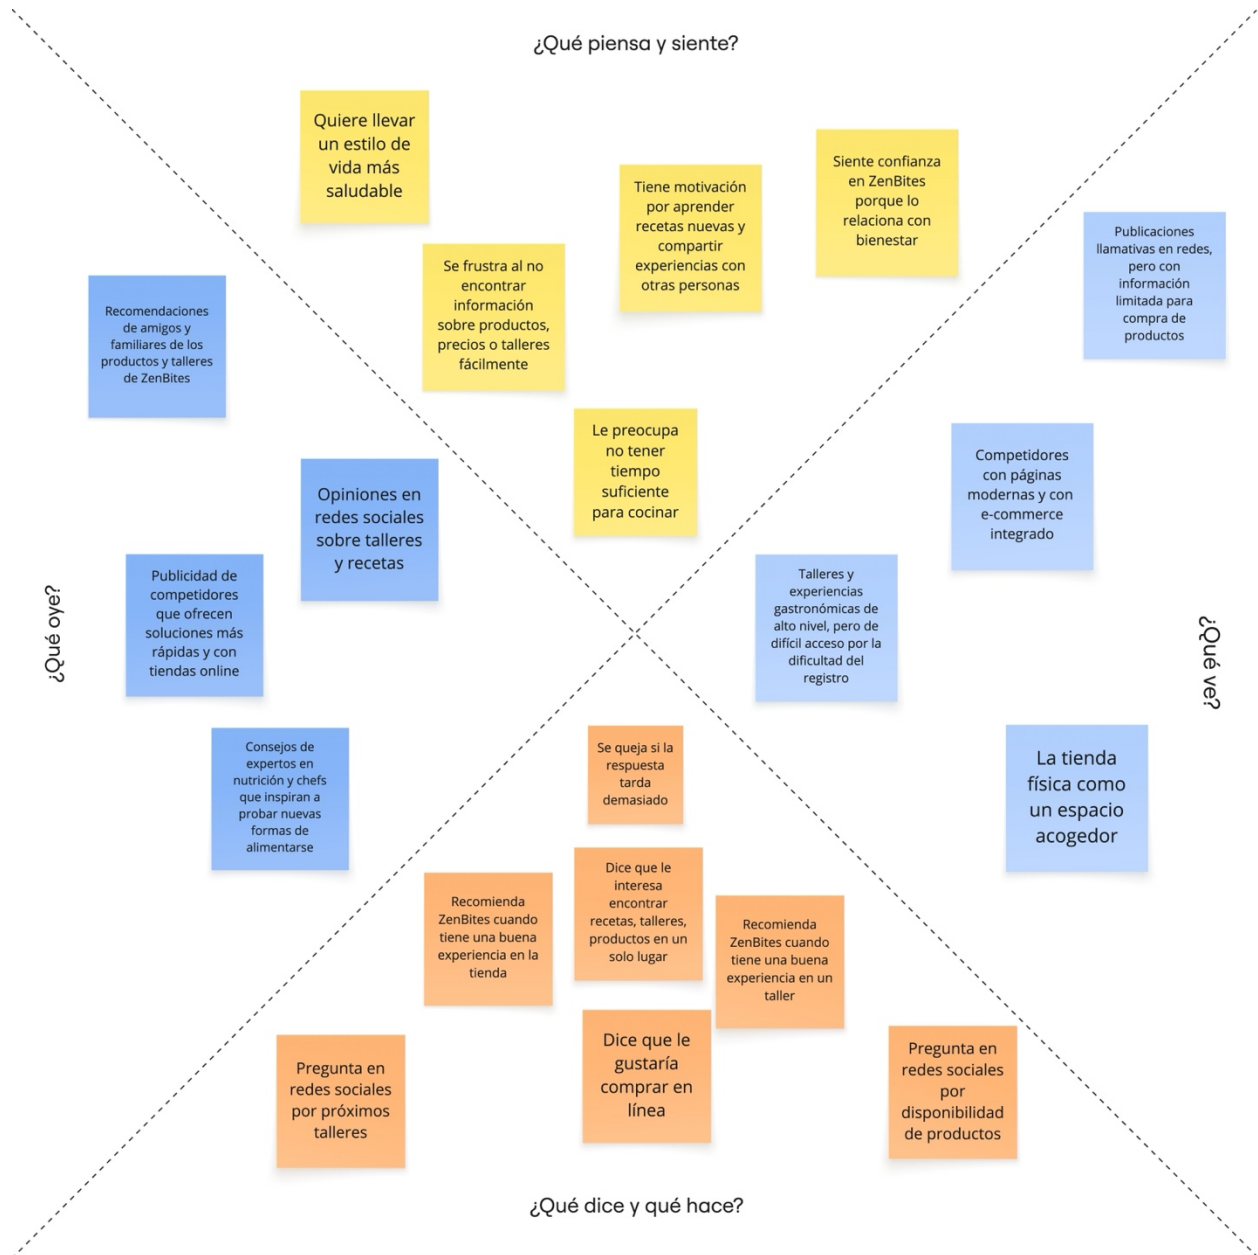 ¿Qué piensa y siente?
Quiere llevar
un estilo de
vida más
saludable
Se frustra al no
encontrar
información
sobre productos,
precios o talleres
fácilmente
Tiene motivación
por aprender
recetas nuevas y
compartir
experiencias con
otras personas
Siente confianza
en ZenBites
porque lo
relaciona con
bienestar
Le preocupa
no tener
tiempo
suficiente
para cocinar
¿Qué oye?
Recomendaciones
de amigos y
familiares de los
productos y talleres
de ZenBites
Opiniones en
redes sociales
sobre talleres
y recetas
Publicidad de
competidores
que ofrecen
soluciones más
rápidas y con
tiendas online
Consejos de
expertos en
nutrición y chefs
que inspiran a
probar nuevas
formas de
alimentarse
¿Qué ve?
Publicaciones
llamativas en redes,
pero con
información
limitada para
compra de
productos
Competidores
con páginas
modernas y con
e-commerce
integrado
Talleres y
experiencias
gastronómicas de
alto nivel, pero de
difícil acceso por la
dificultad del
registro
La tienda
física como
un espacio
acogedor
Se queja si la
respuesta
tarda
demasiado
Recomienda
ZenBites cuando
tiene una buena
experiencia en la
tienda
Dice que le
interesa
encontrar
recetas, talleres,
productos en un
solo lugar
Recomienda
ZenBites cuando
tiene una buena
experiencia en un
taller
Pregunta en
redes sociales
por próximos
talleres
Dice que le
gustaría
comprar en
línea
Pregunta en
redes sociales
por
disponibilidad
de productos
¿Qué dice y qué hace?